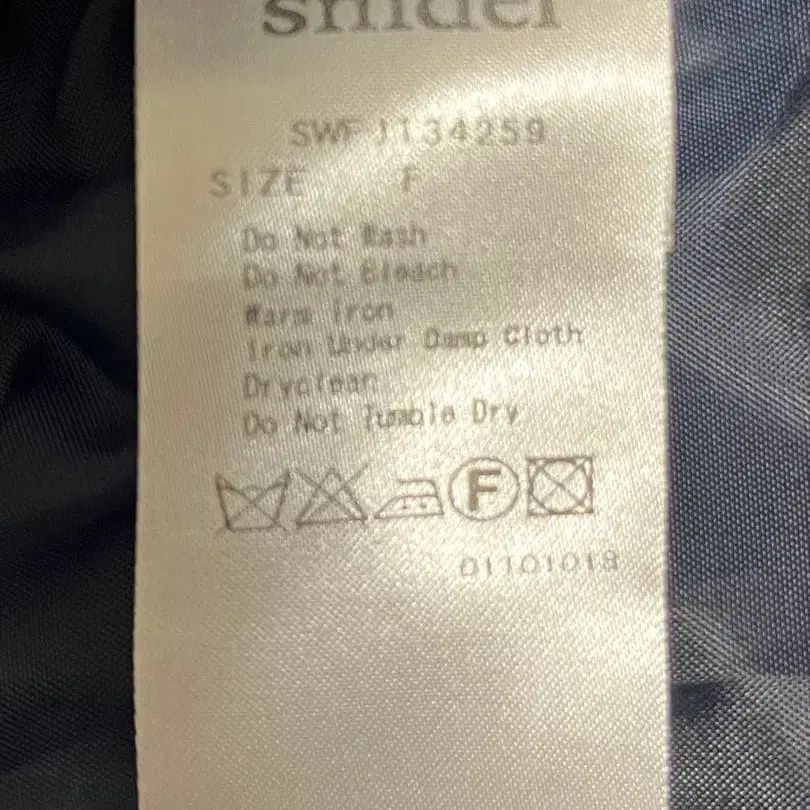 snidel
SWFJ134259
SIZE F
Do Not Wash
Do Not Bleach
Warm Iron
Iron Under Damp Cloth
Dryclean
Do Not Tumble Dry
F
01101018